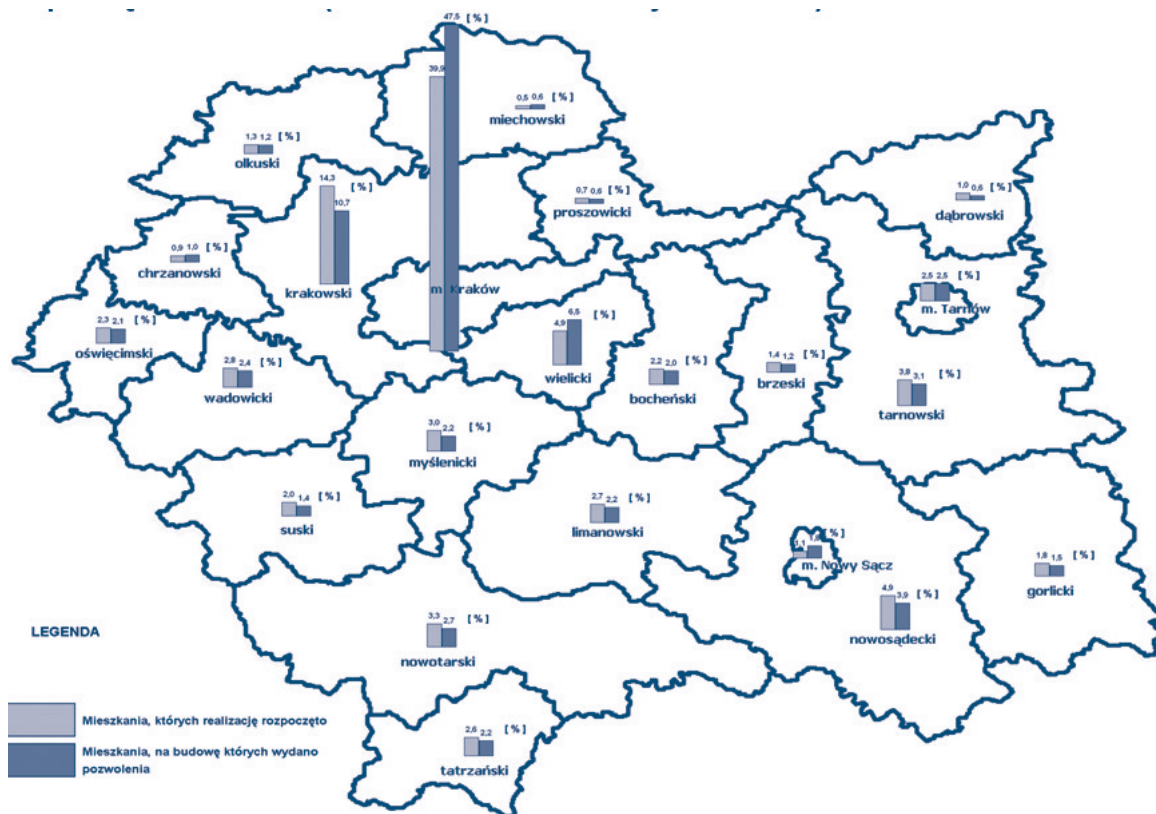 47,5 [ % ]
39,9
0,5 0,6 [ % ]
miechowski
1,3 1,2 [ % ]
olkuski
14,3 [ % ]
10,7
krakowski
0,7 0,6 [ % ]
proszowicki
1,0 0,6 [ % ]
dąbrowski
0,9 1,0 [ % ]
chrzanowski
m. Kraków
2,5 2,5 [ % ]
m. Tarnów
2,3 2,1 [ % ]
oświęcimski
4,9 6,5 [ % ]
wielicki
2,8 2,4 [ % ]
wadowicki
2,2 2,0 [ % ]
bocheński
1,4 1,2 [ % ]
brzeski
3,8 3,1 [ % ]
tarnowski
3,0 2,2 [ % ]
myślenicki
2,0 1,4 [ % ]
suski
2,7 2,2 [ % ]
limanowski
1,1 [ % ]
m. Nowy Sącz
1,8 1,5 [ % ]
gorlicki
4,9 3,9 [ % ]
nowosądecki
3,3 2,7 [ % ]
nowotarski
2,6 2,2 [ % ]
tatrzański
LEGENDA
Mieszkania, których realizację rozpoczęto
Mieszkania, na budowę których wydano
pozwolenia